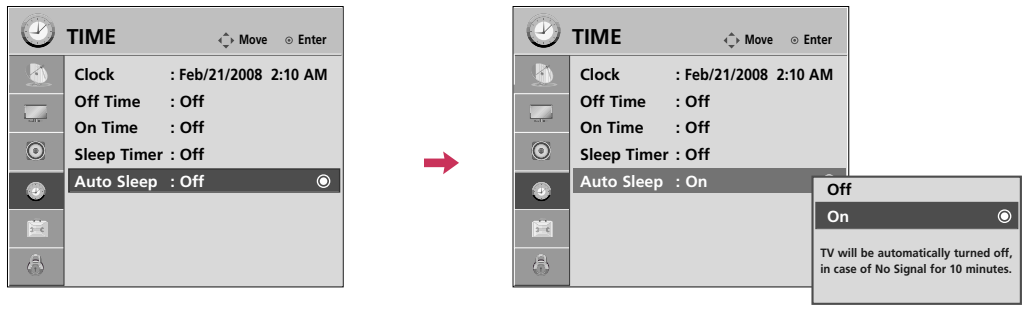 TIME
Move Enter
Clock : Feb/21/2008 2:10 AM
Off Time : Off
On Time : Off
Sleep Timer : Off
Auto Sleep : Off
TIME
Move Enter
Clock : Feb/21/2008 2:10 AM
Off Time : Off
On Time : Off
Sleep Timer : Off
Auto Sleep : On
Off
On
TV will be automatically turned off,
in case of No Signal for 10 minutes.